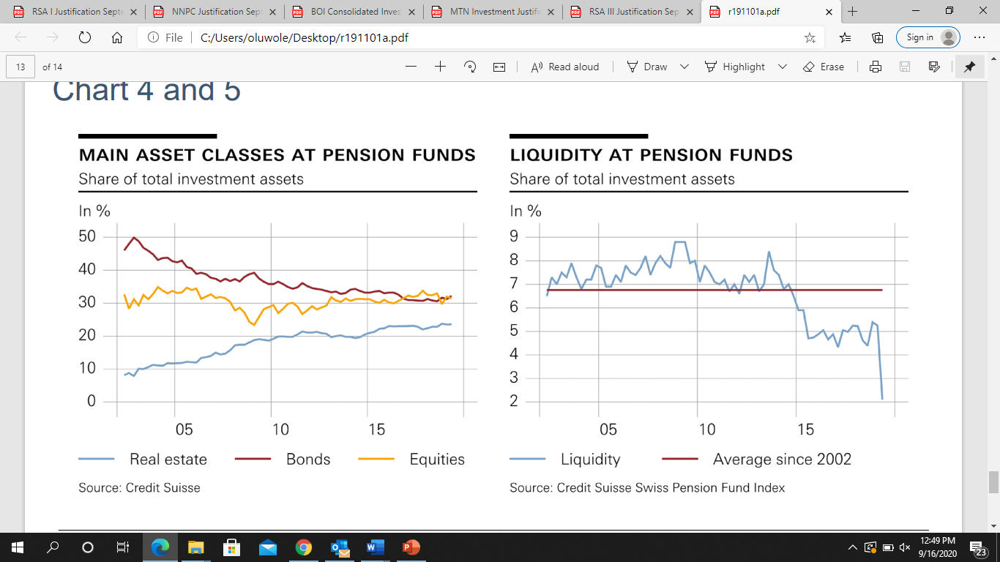 RSA I Justification Septe
NNPC Justification Sept
BOI Consolidated Inves
MTN Investment Justifi
RSA III Justification Sep
r191101a.pdf
File
C:/Users/oluwole/Desktop/r191101a.pdf
Sign in
13 of 14
Read aloud
Draw
Highlight
Erase
Chart 4 and 5
MAIN ASSET CLASSES AT PENSION FUNDS
Share of total investment assets
In %
50
40
30
20
10
0
05 10 15
Real estate Bonds Equities
Source: Credit Suisse
LIQUIDITY AT PENSION FUNDS
Share of total investment assets
In %
9
8
7
6
5
4
3
2
05 10 15
Liquidity Average since 2002
Source: Credit Suisse Swiss Pension Fund Index
12:49 PM
9/16/2020
23